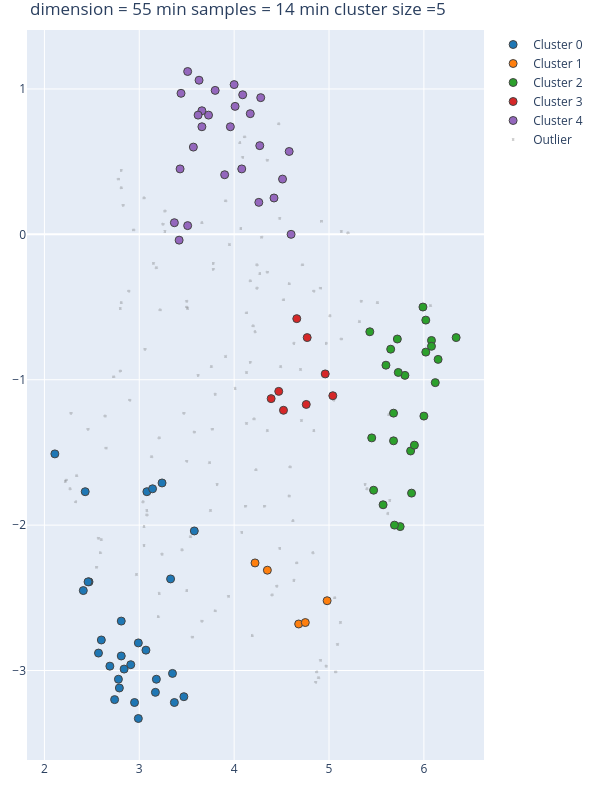 dimension = 55 min samples = 14 min cluster size =5
Cluster 0
Cluster 1
Cluster 2
Cluster 3
Cluster 4
Outlier
1
0
−1
−2
−3
2 3 4 5 6